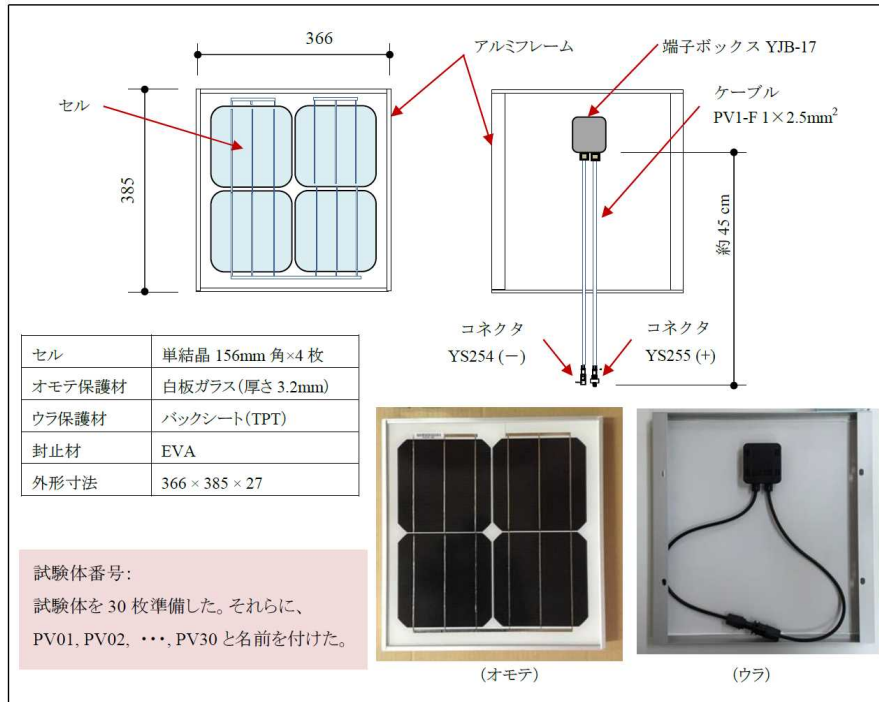 366
アルミフレーム
端子ボックス YJB-17
セル
ケーブル
PV1-F 1×2.5mm²
385
約 45 cm
コネクタ
YS254 (－)
コネクタ
YS255 (+)
セル 単結晶 156mm 角×4 枚
オモテ保護材 白板ガラス(厚さ 3.2mm)
ウラ保護材 バックシート(TPT)
封止材 EVA
外形寸法 366 × 385 × 27
試験体番号:
試験体を 30 枚準備した。それらに、
PV01, PV02, ・・・, PV30 と名前を付けた。
(オモテ)
(ウラ)